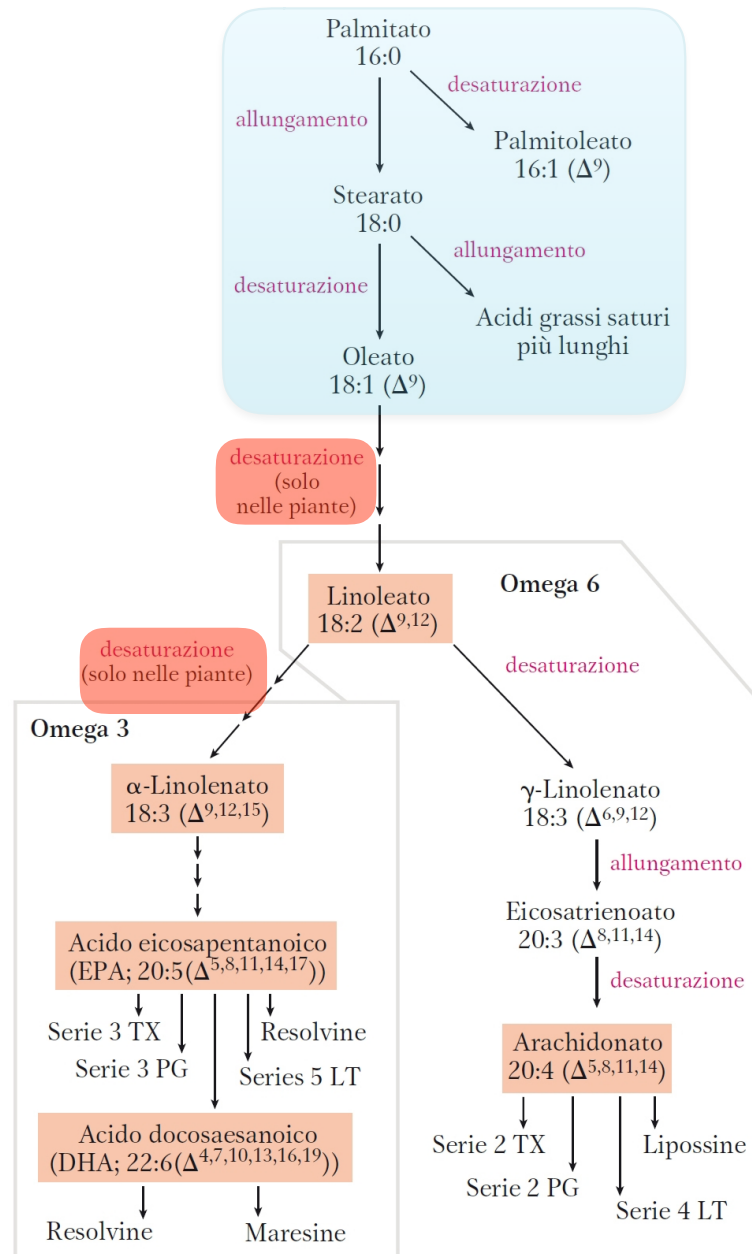 Palmitato
16:0
desaturazione
allungamento
Palmitoleato
16:1 (Δ⁹)
Stearato
18:0
allungamento
desaturazione
Acidi grassi saturi
più lunghi
Oleato
18:1 (Δ⁹)
desaturazione
(solo
nelle piante)
Omega 6
Linoleato
18:2 (Δ⁹,¹²)
desaturazione
(solo nelle piante)
desaturazione
Omega 3
α-Linolenato
18:3 (Δ⁹,¹²,¹⁵)
γ-Linolenato
18:3 (Δ⁶,⁹,¹²)
allungamento
Eicosatrienoato
20:3 (Δ⁸,¹¹,¹⁴)
desaturazione
Acido eicosapentanoico
(EPA; 20:5(Δ⁵,⁸,¹¹,¹⁴,¹⁷))
Serie 3 TX
Resolvine
Serie 3 PG
Series 5 LT
Arachidonato
20:4 (Δ⁵,⁸,¹¹,¹⁴)
Acido docosaesanoico
(DHA; 22:6(Δ⁴,⁷,¹⁰,¹³,¹⁶,¹⁹))
Resolvine
Maresine
Serie 2 TX
Lipossine
Serie 2 PG
Serie 4 LT